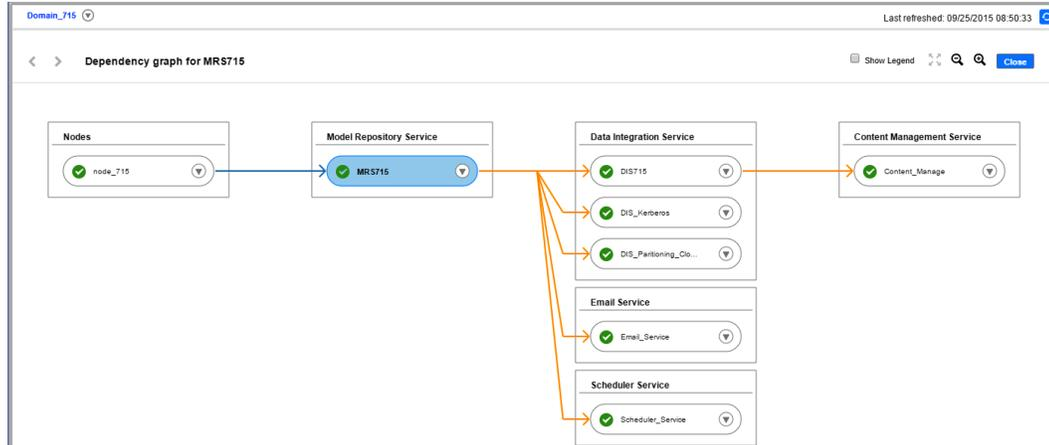 Domain_715
Last refreshed: 09/25/2015 08:50:33
Dependency graph for MRS715
Show Legend
Close
Nodes
node_715
Model Repository Service
MRS715
Data Integration Service
DIS715
DIS_Kerberos
DIS_Paritioning_Clo...
Content Management Service
Content_Manage
Email Service
Email_Service
Scheduler Service
Scheduler_Service